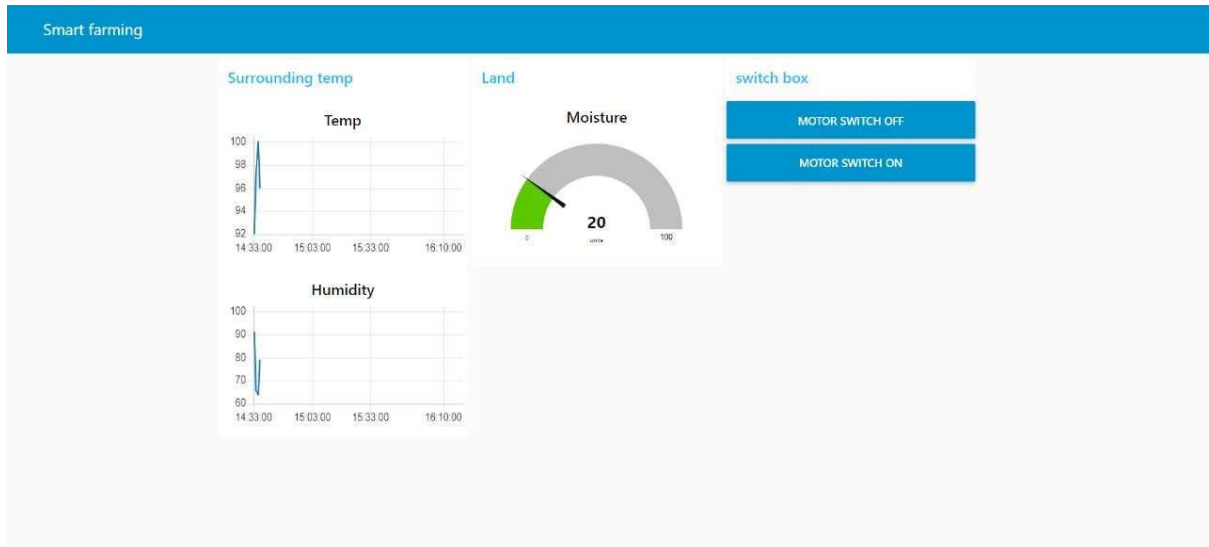 Smart farming
Surrounding temp
Temp
100
98
96
94
92
14:33:00 15:03:00 15:33:00 16:10:00
Humidity
100
90
80
70
60
14:33:00 15:03:00 15:33:00 16:10:00
Land
Moisture
20
units
0 100
switch box
MOTOR SWITCH OFF
MOTOR SWITCH ON